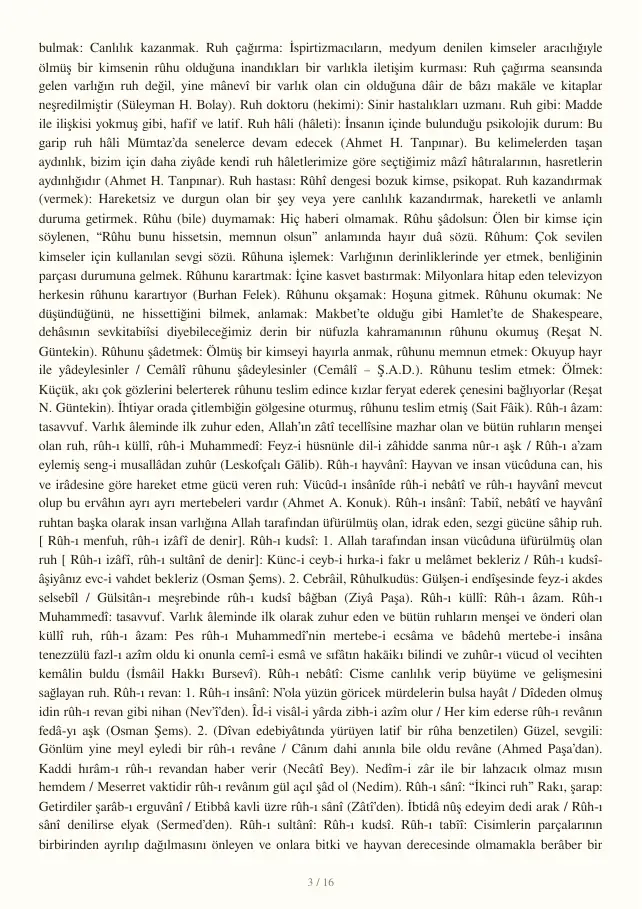 bulmak: Canlılık kazanmak. Ruh çağırma: İspirtizmacıların, medyum denilen kimseler aracılığıyle
ölmüş bir kimsenin rûhu olduğuna inandıkları bir varlıkla iletişim kurması: Ruh çağırma seansında
gelen varlığın ruh değil, yine mânevî bir varlık olan cin olduğuna dâir de bâzı makāle ve kitaplar
neşredilmiştir (Süleyman H. Bolay). Ruh doktoru (hekimi): Sinir hastalıkları uzmanı. Ruh gibi: Madde
ile ilişkisi yokmuş gibi, hafif ve latif. Ruh hâli (hâleti): İnsanın içinde bulunduğu psikolojik durum: Bu
garip ruh hâli Mümtaz’da senelerce devam edecek (Ahmet H. Tanpınar). Bu kelimelerden taşan
aydınlık, bizim için daha ziyâde kendi ruh hâletlerimize göre seçtiğimiz mâzî hâtıralarının, hasretlerin
aydınlığıdır (Ahmet H. Tanpınar). Ruh hastası: Rûhî dengesi bozuk kimse, psikopat. Ruh kazandırmak
(vermek): Hareketsiz ve durgun olan bir şey veya yere canlılık kazandırmak, hareketli ve anlamlı
duruma getirmek. Rûhu (bile) duymamak: Hiç haberi olmamak. Rûhu şâdolsun: Ölen bir kimse için
söylenen, “Rûhu bunu hissetsin, memnun olsun” anlamında hayır duâ sözü. Rûhum: Çok sevilen
kimseler için kullanılan sevgi sözü. Rûhuna işlemek: Varlığının derinliklerinde yer etmek, benliğinin
parçası durumuna gelmek. Rûhunu karartmak: İçine kasvet bastırmak: Milyonlara hitap eden televizyon
herkesin rûhunu karartıyor (Burhan Felek). Rûhunu okşamak: Hoşuna gitmek. Rûhunu okumak: Ne
düşündüğünü, ne hissettiğini bilmek, anlamak: Makbet’te olduğu gibi Hamlet’te de Shakespeare,
dehâsının sevkitabiîsi diyebileceğimiz derin bir nüfuzla kahramanının rûhunu okumuş (Reşat N.
Güntekin). Rûhunu şâdetmek: Ölmüş bir kimseyi hayırla anmak, rûhunu memnun etmek: Okuyup hayr
ile yâdeylesinler / Cemâlî rûhunu şâdeylesinler (Cemâlî – Ş.A.D.). Rûhunu teslim etmek: Ölmek:
Küçük, akı çok gözlerini belerterek rûhunu teslim edince kızlar feryat ederek çenesini bağlıyorlar (Reşat
N. Güntekin). İhtiyar orada çitlembiğin gölgesine oturmuş, rûhunu teslim etmiş (Sait Fâik). Rûh-ı âzam:
tasavvuf. Varlık âleminde ilk zuhur eden, Allah’ın zâtî tecellîsine mazhar olan ve bütün ruhların menşei
olan ruh, rûh-ı küllî, rûh-i Muhammedî: Feyz-i hüsnünle dil-i zâhidde sanma nûr-ı aşk / Rûh-ı a’zam
eylemiş seng-i musallâdan zuhûr (Leskofçalı Gālib). Rûh-ı hayvânî: Hayvan ve insan vücûduna can, his
ve irâdesine göre hareket etme gücü veren ruh: Vücûd-ı insânîde rûh-i nebâtî ve rûh-ı hayvânî mevcut
olup bu ervâhın ayrı ayrı mertebeleri vardır (Ahmet A. Konuk). Rûh-ı insânî: Tabiî, nebâtî ve hayvânî
ruhtan başka olarak insan varlığına Allah tarafından üfürülmüş olan, idrak eden, sezgi gücüne sâhip ruh.
[ Rûh-ı menfuh, rûh-ı izâfî de denir]. Rûh-ı kudsî: 1. Allah tarafından insan vücûduna üfürülmüş olan
ruh [ Rûh-ı izâfî, rûh-ı sultânî de denir]: Künc-i ceyb-i hırka-i fakr u melâmet bekleriz / Rûh-ı kudsî-
âşiyânız evc-i vahdet bekleriz (Osman Şems). 2. Cebrâil, Rûhulkudüs: Gülşen-i endîşesinde feyz-i akdes
selsebîl / Gülsitân-ı meşrebinde rûh-ı kudsî bâğban (Ziyâ Paşa). Rûh-ı küllî: Rûh-ı âzam. Rûh-ı
Muhammedî: tasavvuf. Varlık âleminde ilk olarak zuhur eden ve bütün ruhların menşei ve önderi olan
küllî ruh, rûh-ı âzam: Pes rûh-ı Muhammedî’nin mertebe-i ecsâma ve bâdehû mertebe-i insâna
tenezzülü fazl-ı azîm oldu ki onunla cemî-i esmâ ve sıfâtın hakāikı bilindi ve zuhûr-ı vücud ol vecihten
kemâlin buldu (İsmâil Hakkı Bursevî). Rûh-ı nebâtî: Cisme canlılık verip büyüme ve gelişmesini
sağlayan ruh. Rûh-ı revan: 1. Rûh-ı insânî: N’ola yüzün göricek mürdelerin bulsa hayât / Dîdeden olmuş
idin rûh-ı revan gibi nihan (Nev’î’den). Îd-i visâl-i yârda zibh-i azîm olur / Her kim ederse rûh-ı revânın
fedâ-yı aşk (Osman Şems). 2. (Dîvan edebiyâtında yürüyen latif bir rûha benzetilen) Güzel, sevgili:
Gönlüm yine meyl eyledi bir rûh-ı revâne / Cânım dahi anınla bile oldu revâne (Ahmed Paşa’dan).
Kaddi hırâm-ı rûh-ı revandan haber verir (Necâtî Bey). Nedîm-i zâr ile bir lahzacık olmaz mısın
hemdem / Meserret vaktidir rûh-ı revânım gül açıl şâd ol (Nedim). Rûh-ı sânî: “İkinci ruh” Rakı, şarap:
Getirdiler şarâb-ı erguvânî / Etibbâ kavli üzre rûh-ı sânî (Zâtî’den). İbtidâ nûş edeyim dedi arak / Rûh-ı
sânî denilirse elyak (Sermed’den). Rûh-ı sultânî: Rûh-ı kudsî. Rûh-ı tabîî: Cisimlerin parçalarının
birbirinden ayrılıp dağılmasını önleyen ve onlara bitki ve hayvan derecesinde olmamakla berâber bir
3 / 16